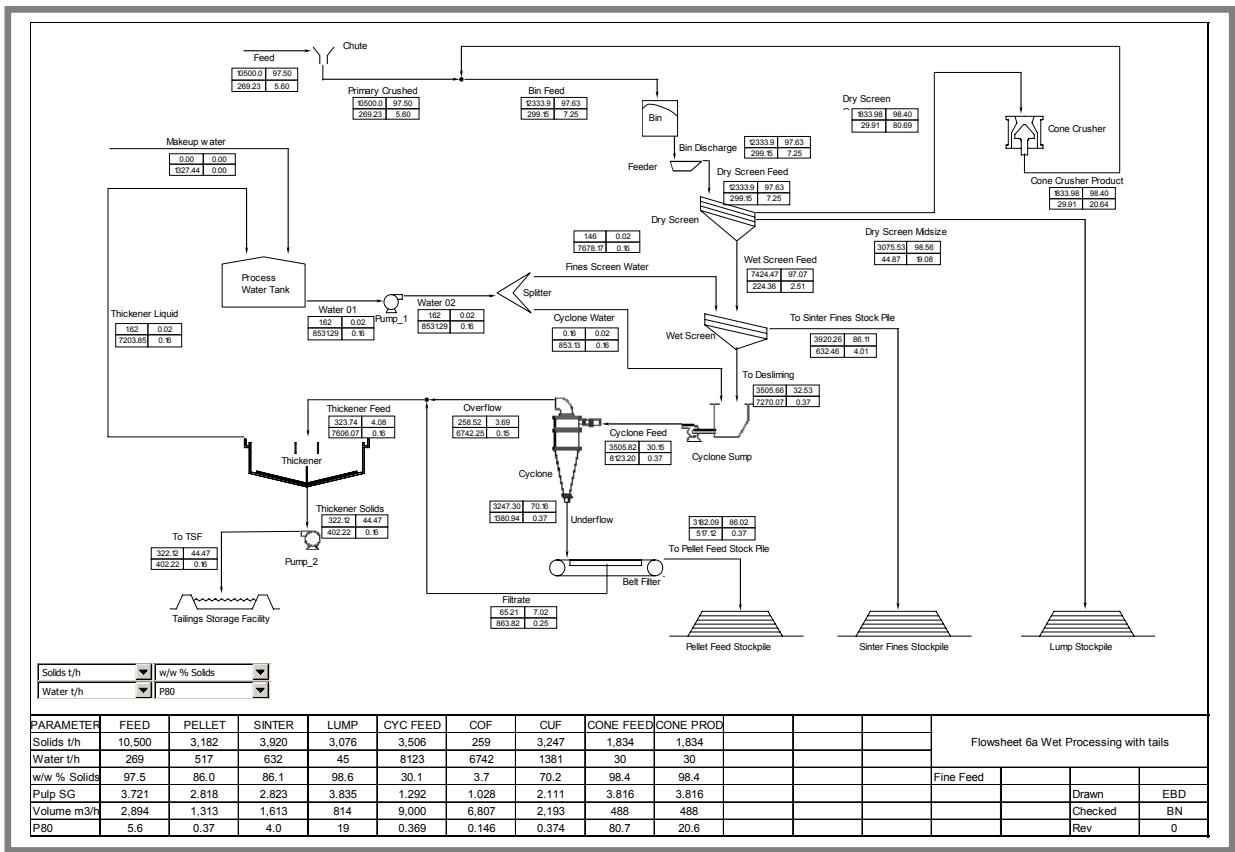 Feed
10500.0 97.50
269.23 5.60
Chute
Primary Crushed
10500.0 97.50
269.23 5.60
Bin Feed
12333.9 97.63
299.15 7.25
Bin
Bin Discharge
12333.9 97.63
299.15 7.25
Feeder
Dry Screen Feed
12333.9 97.63
299.15 7.25
Dry Screen
Dry Screen
1833.98 98.40
29.91 80.69
Cone Crusher
Cone Crusher Product
1833.98 98.40
29.91 20.64
Dry Screen Midsize
3075.53 98.56
44.87 19.08
Makeup water
0.00 0.00
1327.44 0.00
Process
Water Tank
Thickener Liquid
1.62 0.02
7203.85 0.16
Water 01
1.62 0.02
8531.29 0.16
Pump_1
Water 02
1.62 0.02
8531.29 0.16
Splitter
1.46 0.02
7678.17 0.16
Fines Screen Water
Cyclone Water
0.16 0.02
853.13 0.16
Wet Screen Feed
7424.47 97.07
224.36 2.51
Wet Screen
To Sinter Fines Stock Pile
3920.26 86.11
632.46 4.01
To Desliming
3505.66 32.53
7270.07 0.37
Cyclone Sump
Cyclone Feed
3505.82 30.15
8123.20 0.37
Overflow
258.52 3.69
6742.25 0.15
Cyclone
Thickener Feed
323.74 4.08
7606.07 0.16
Thickener
Thickener Solids
322.12 44.47
402.22 0.16
Pump_2
To TSF
322.12 44.47
402.22 0.16
Tailings Storage Facility
3247.30 70.16
1380.94 0.37
Underflow
3182.09 86.02
517.12 0.37
To Pellet Feed Stock Pile
Belt Filter
Filtrate
65.21 7.02
863.82 0.25
Pellet Feed Stockpile
Sinter Fines Stockpile
Lump Stockpile
Solids t/h w/w % Solids
Water t/h P80
PARAMETER FEED PELLET SINTER LUMP CYC FEED COF CUF CONE FEED CONE PROD
Solids t/h 10,500 3,182 3,920 3,076 3,506 259 3,247 1,834 1,834
Water t/h 269 517 632 45 8123 6742 1381 30 30
w/w % Solids 97.5 86.0 86.1 98.6 30.1 3.7 70.2 98.4 98.4
Pulp SG 3.721 2.818 2.823 3.835 1.292 1.028 2.111 3.816 3.816
Volume m3/h 2,894 1,313 1,613 814 9,000 6,807 2,193 488 488
P80 5.6 0.37 4.0 19 0.369 0.146 0.374 80.7 20.6
Flowsheet 6a Wet Processing with tails
Fine Feed
Drawn EBD
Checked BN
Rev 0